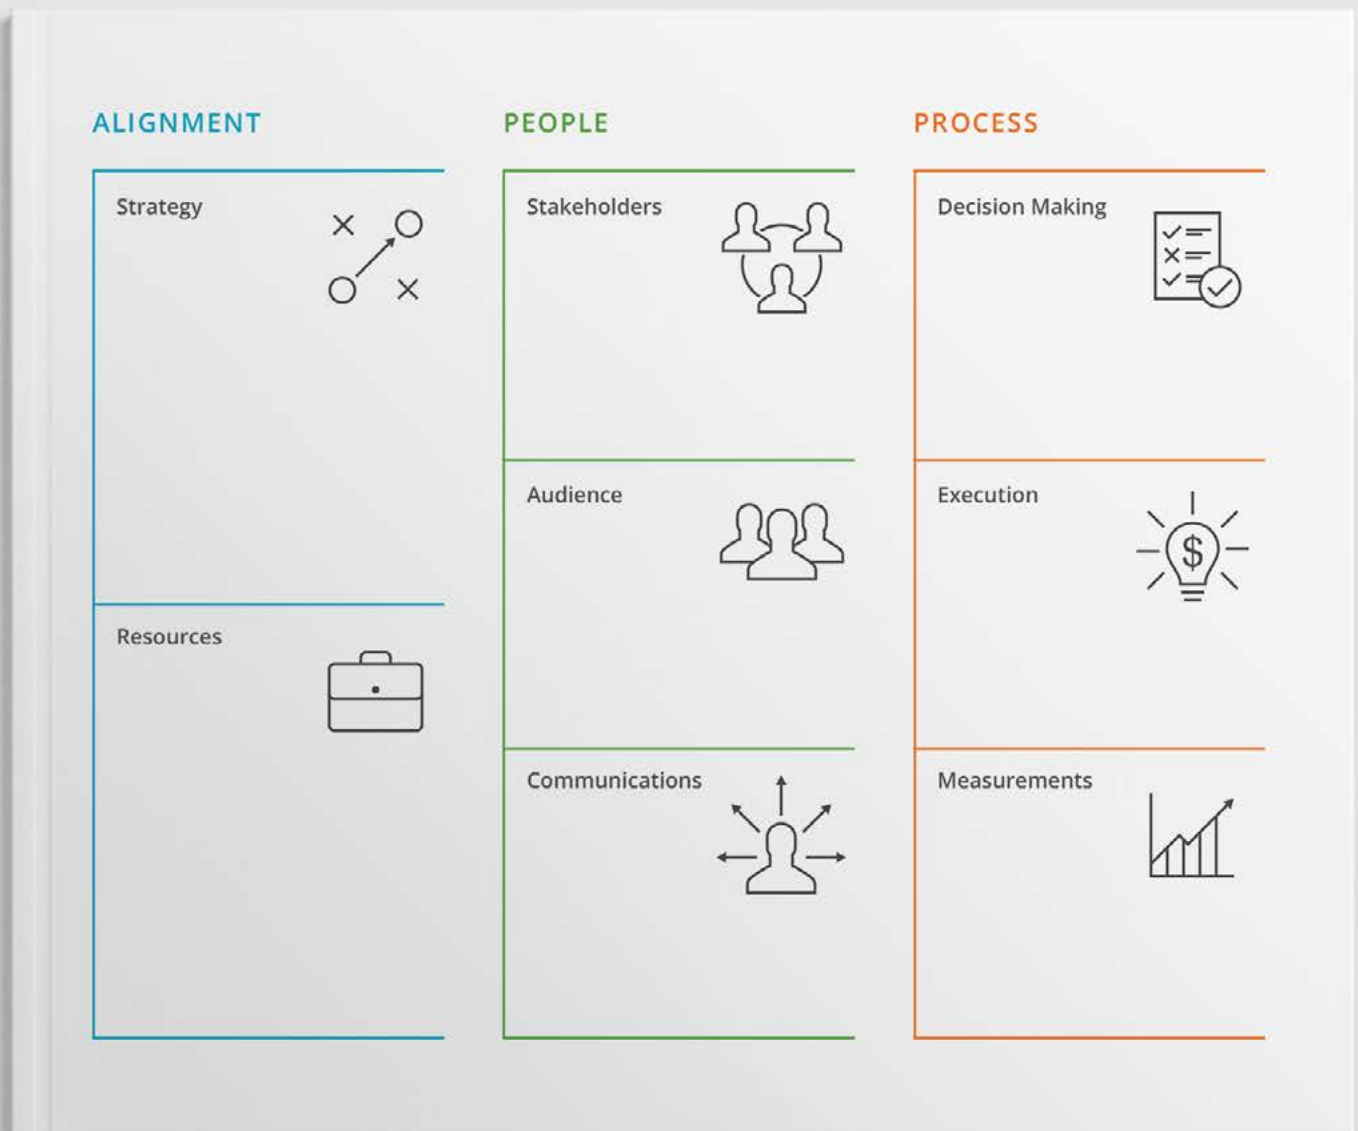 ALIGNMENT
Strategy
Resources
PEOPLE
Stakeholders
Audience
Communications
PROCESS
Decision Making
Execution
$
Measurements